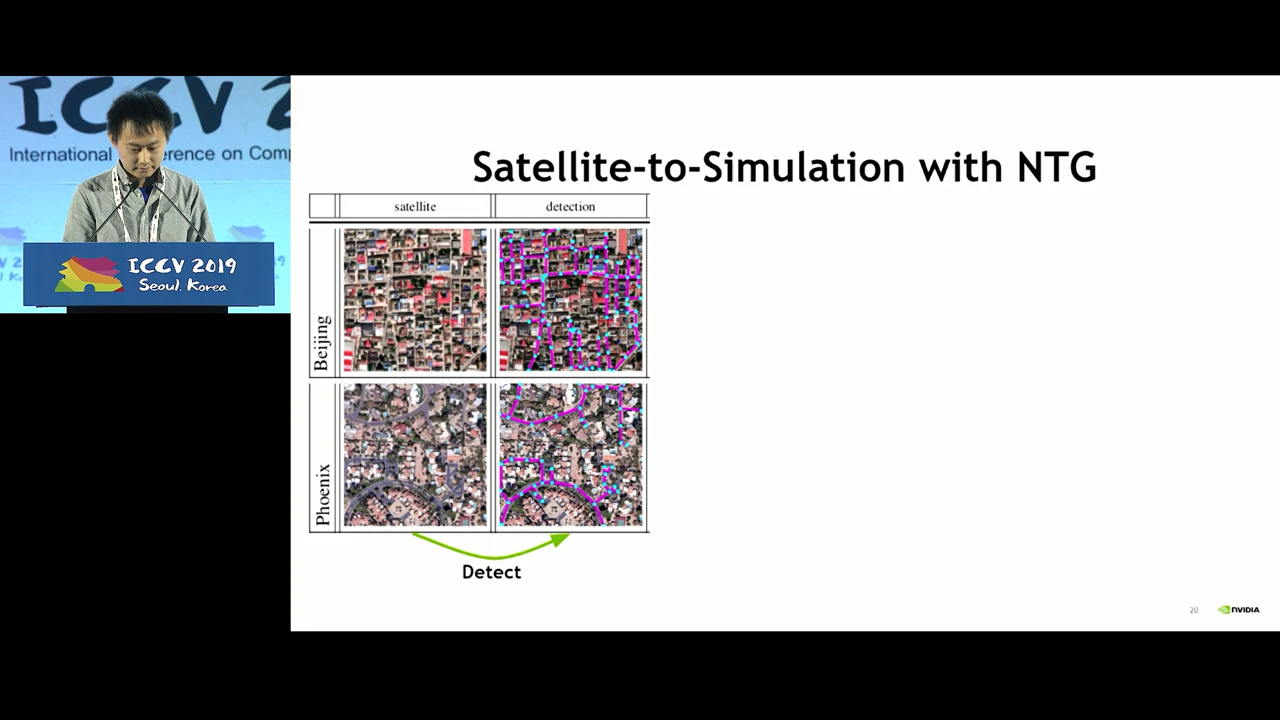 ICCV 2
International
erence on Comp
ICCV 2019
Seoul, Korea
Satellite-to-Simulation with NTG
satellite
detection
Beijing
Phoenix
Detect
20
NVIDIA